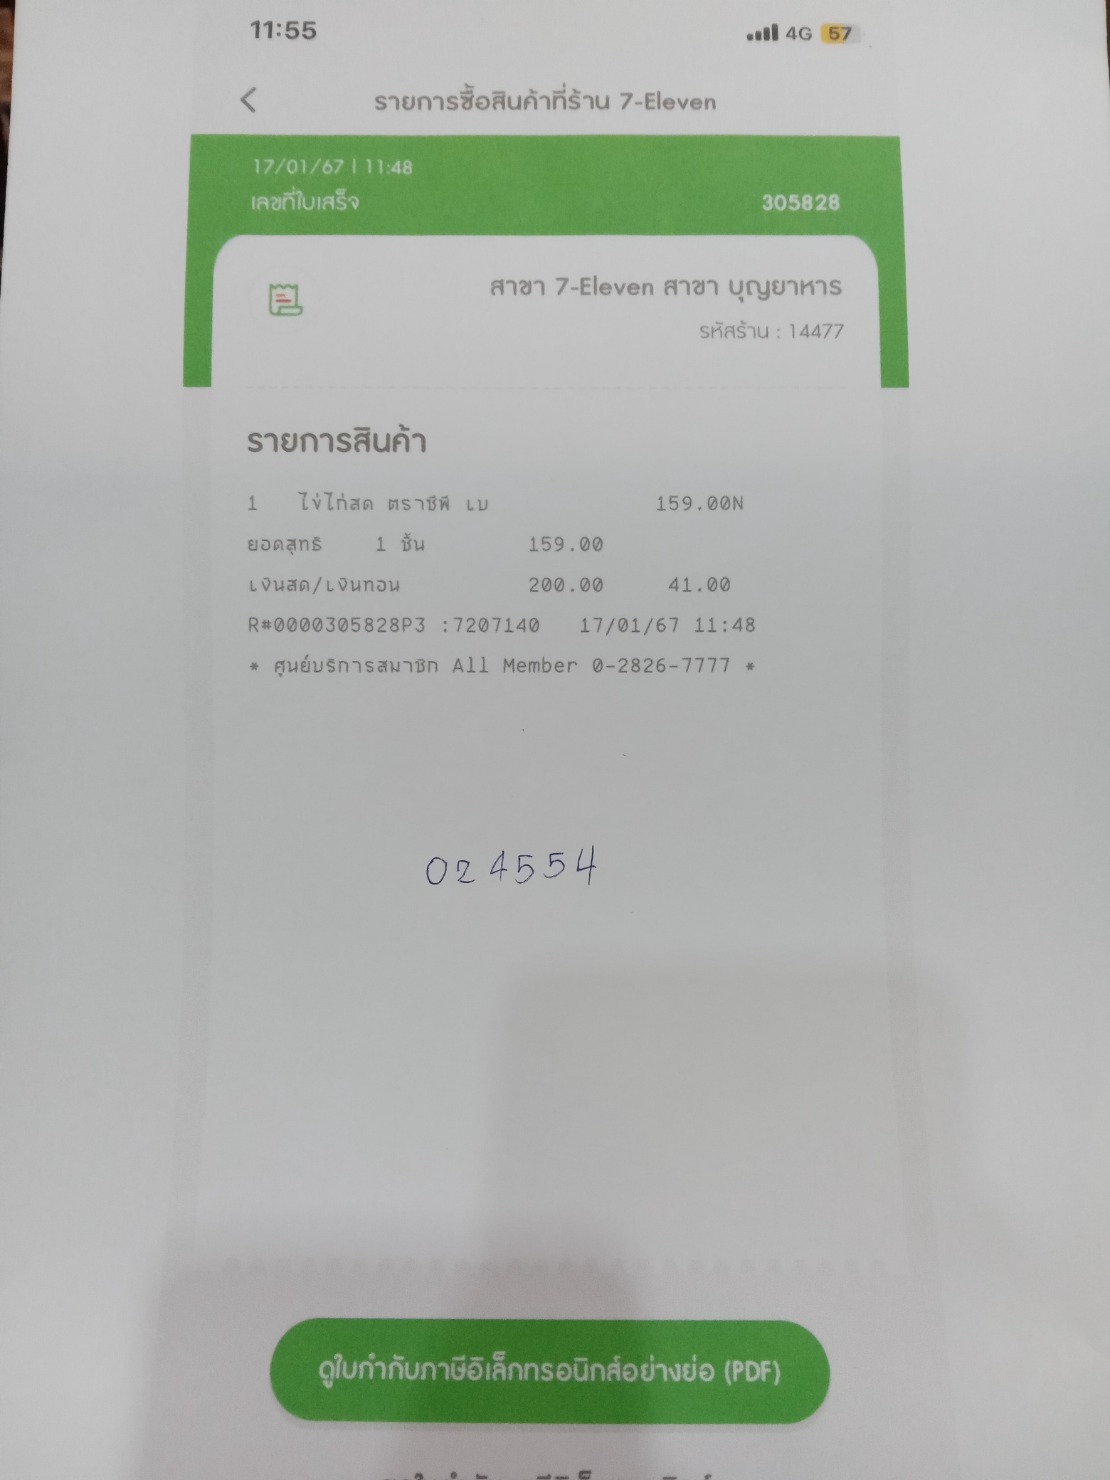 11:55 4G 57
รายการซื้อสินค้าที่ร้าน 7-Eleven
17/01/67 | 11:48
เลขที่ใบเสร็จ 305828
สาขา 7-Eleven สาขา บุญยาหาร
รหัสร้าน : 14477
รายการสินค้า
1 ไข่ไก่สด ตราซีพี เบ 159.00N
ยอดสุทธิ 1 ชิ้น 159.00
เงินสด/เงินทอน 200.00 41.00
R#0000305828P3 :7207140 17/01/67 11:48
* ศูนย์บริการสมาชิก All Member 0-2826-7777 *
024554
ดูใบกำกับภาษีอิเล็กทรอนิกส์อย่างย่อ (PDF)